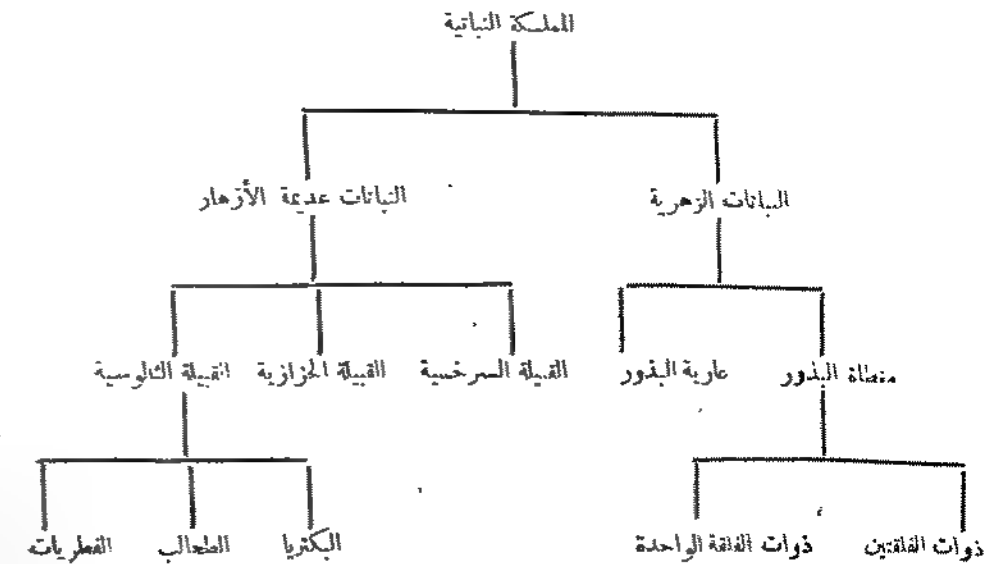 المملكة النباتية
النباتات الزهرية
النباتات عديمة الأزهار
مغطاة البذور
عارية البذور
القبيلة السرخسية
القبيلة الحزازية
القبيلة الثالوسية
ذوات الفلقتين
ذوات الفلقة الواحدة
البكتريا
الطحالب
الفطريات